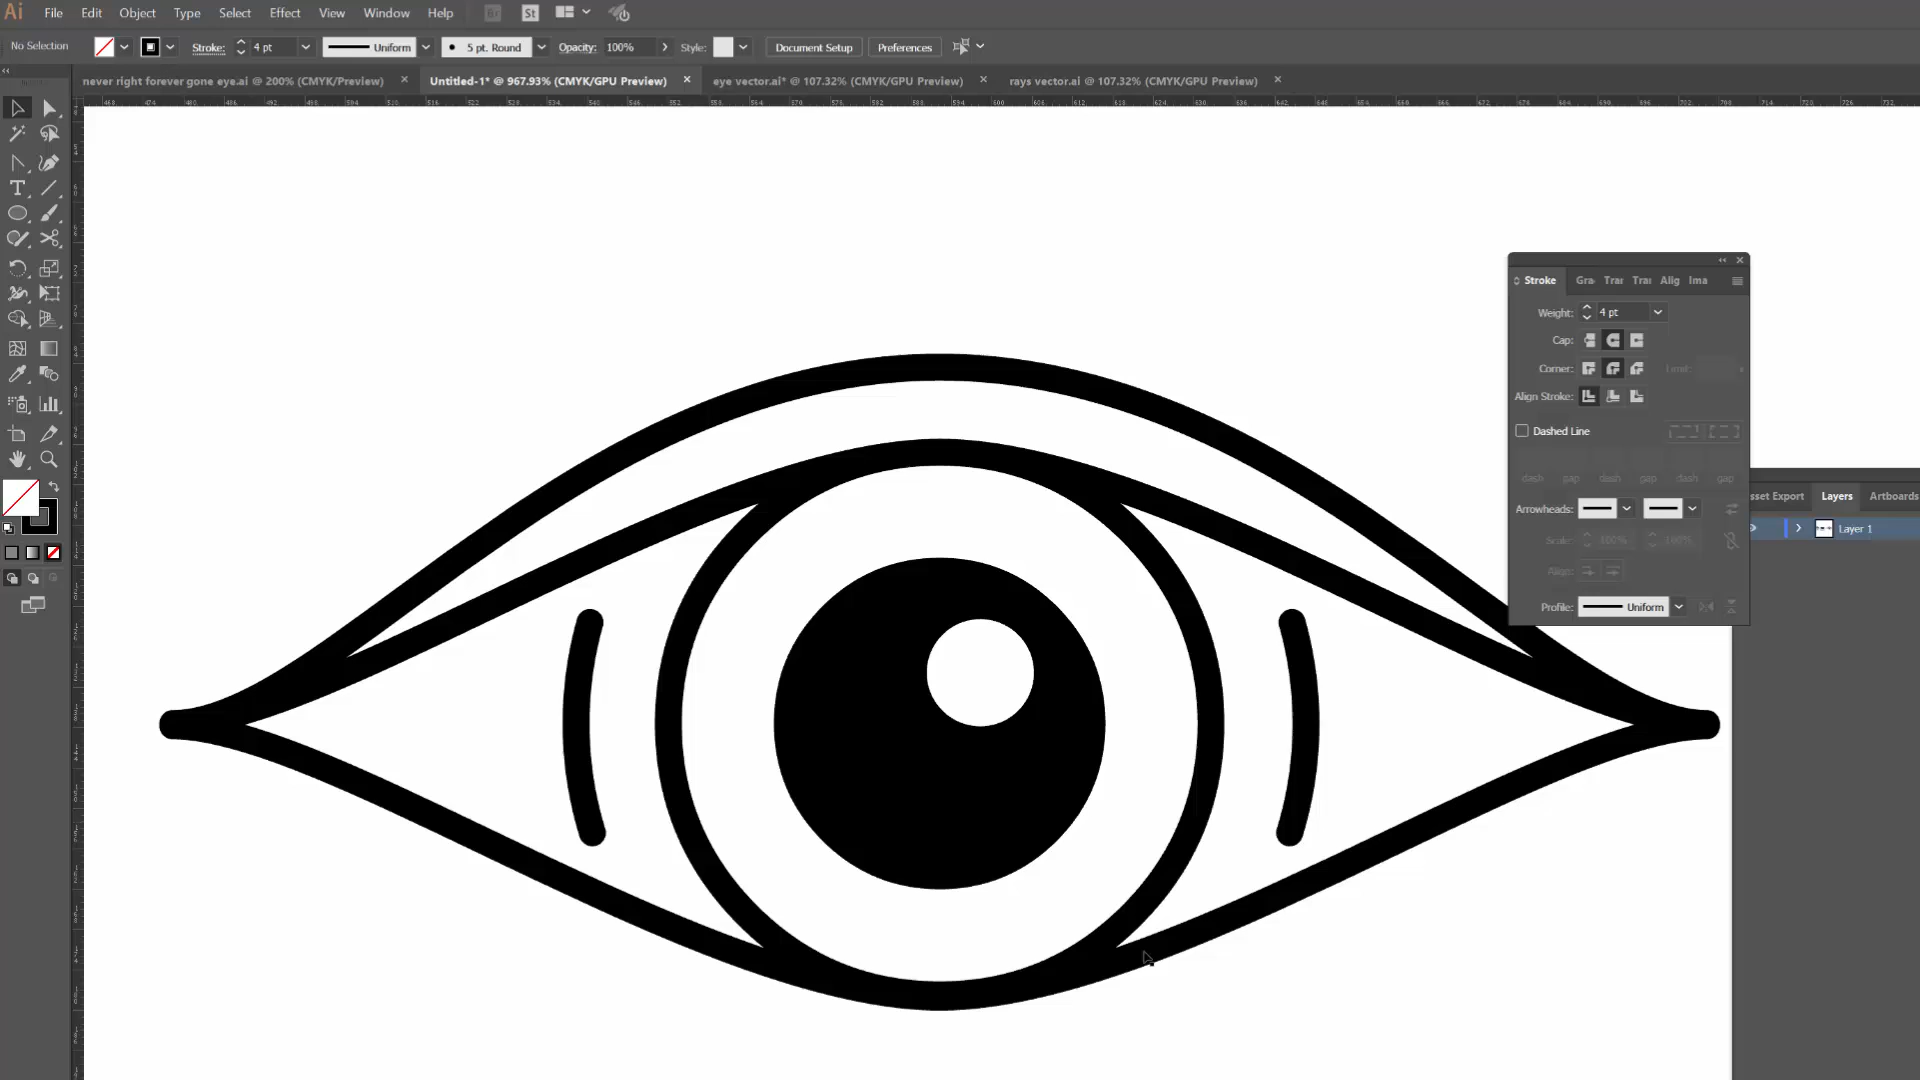 Ai File Edit Object Type Select Effect View Window Help Br St
No Selection Stroke: 4 pt Uniform 5 pt. Round Opacity: 100% Style: Document Setup Preferences
never right forever gone eye.ai @ 200% (CMYK/Preview) × Untitled-1* @ 967.93% (CMYK/GPU Preview) × eye vector.ai* @ 107.32% (CMYK/GPU Preview) × rays vector.ai @ 107.32% (CMYK/GPU Preview) ×
Stroke Gra Trar Trar Alig Ima
Weight: 4 pt
Cap:
Corner: Limit:
Align Stroke:
Dashed Line
dash gap dash gap dash gap
Arrowheads:
Scale: 100% 100%
Align:
Profile: Uniform
sset Export Layers Artboards
Layer 1